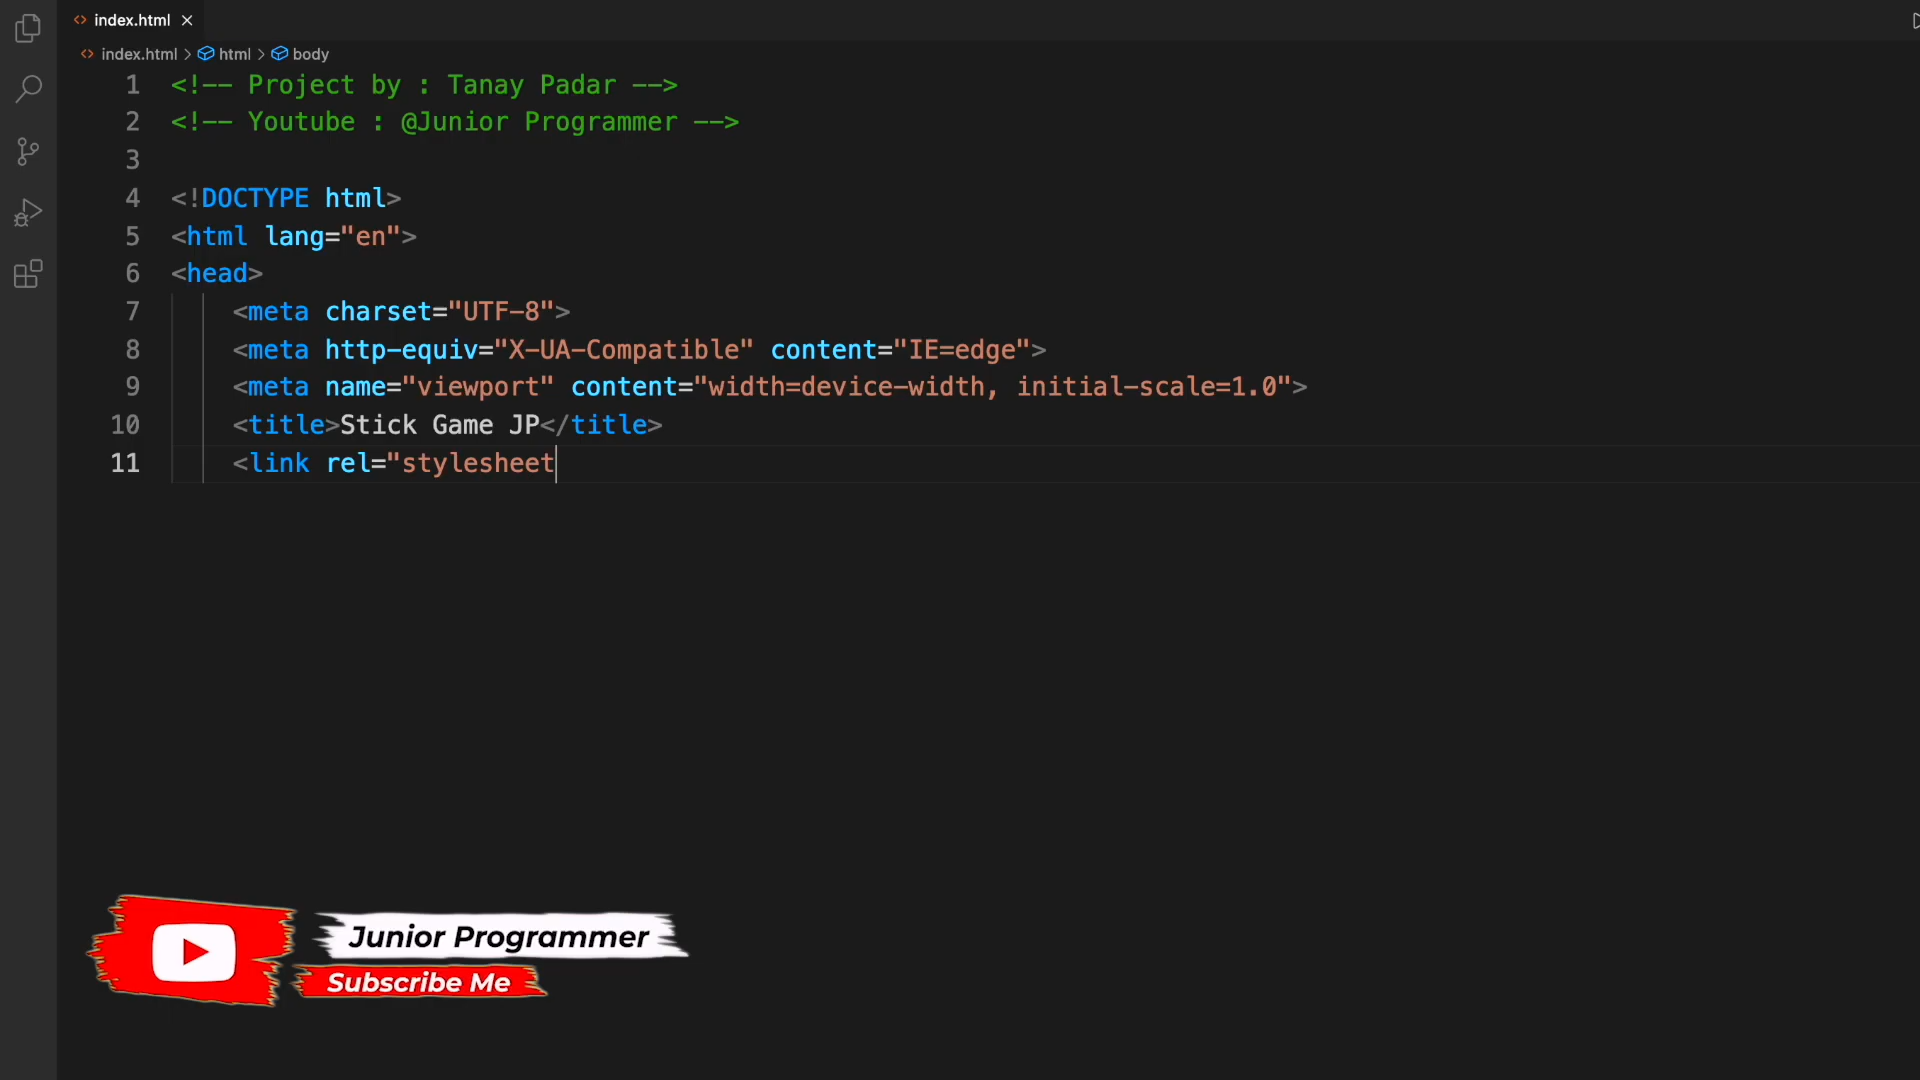 index.html
index.html > html > body
1 <!-- Project by : Tanay Padar -->
2 <!-- Youtube : @Junior Programmer -->
3
4 <!DOCTYPE html>
5 <html lang="en">
6 <head>
7 <meta charset="UTF-8">
8 <meta http-equiv="X-UA-Compatible" content="IE=edge">
9 <meta name="viewport" content="width=device-width, initial-scale=1.0">
10 <title>Stick Game JP</title>
11 <link rel="stylesheet
Junior Programmer
Subscribe Me